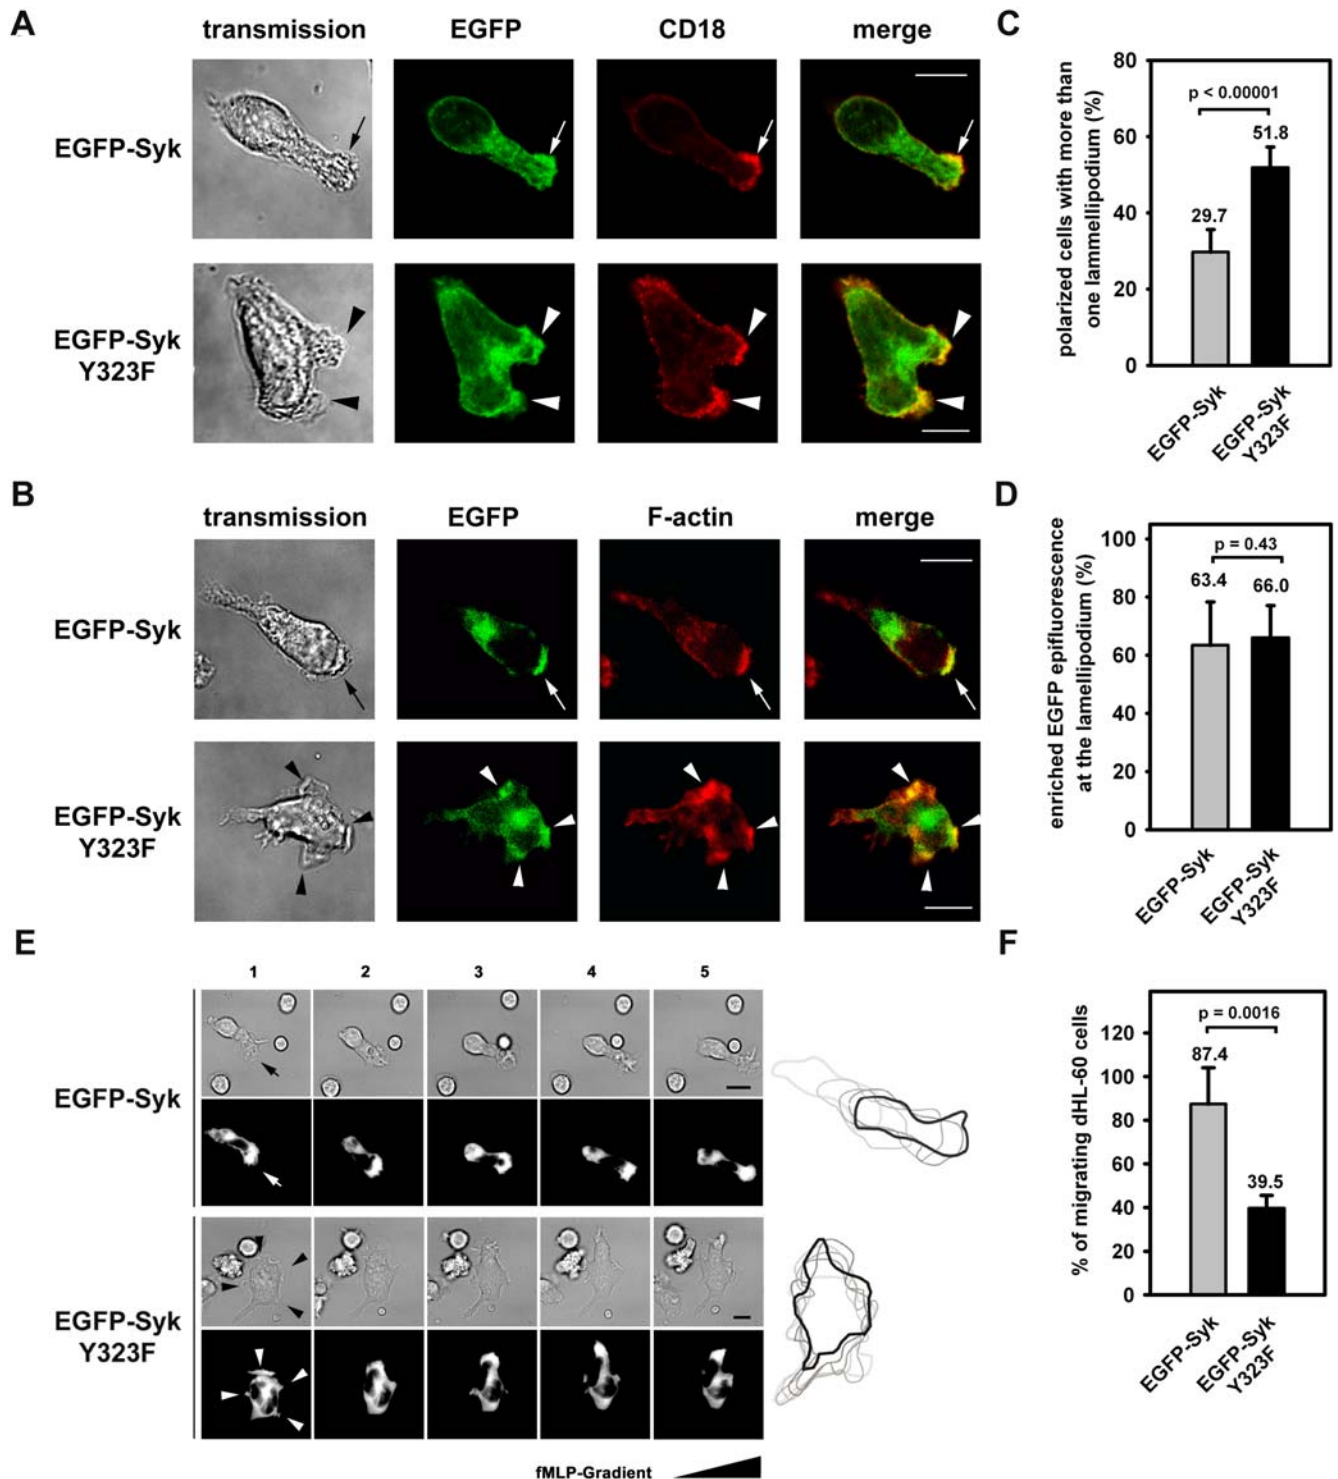 A
transmission
EGFP
CD18
merge
EGFP-Syk
EGFP-Syk
Y323F
C
polarized cells with more than
one lammellipodium (%)
80
60
40
20
0
p < 0.00001
29.7
51.8
EGFP-Syk
EGFP-Syk
Y323F
B
transmission
EGFP
F-actin
merge
EGFP-Syk
EGFP-Syk
Y323F
D
enriched EGFP epifluorescence
at the lamellipodium (%)
100
80
60
40
20
0
p = 0.43
63.4
66.0
EGFP-Syk
EGFP-Syk
Y323F
E
1
2
3
4
5
EGFP-Syk
EGFP-Syk
Y323F
fMLP-Gradient
F
% of migrating dHL-60 cells
120
100
80
60
40
20
0
p = 0.0016
87.4
39.5
EGFP-Syk
EGFP-Syk
Y323F